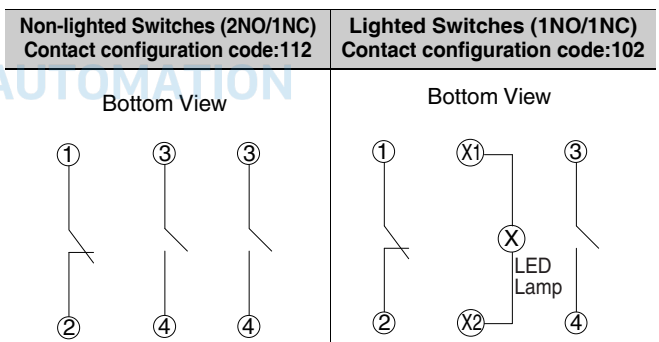 Non-lighted Switches (2NO/1NC)
Contact configuration code:112
Lighted Switches (1NO/1NC)
Contact configuration code:102
AUTOMATION
Bottom View
Bottom View
1 3 3
1 X1 3
X
LED
Lamp
2 4 4
2 X2 4